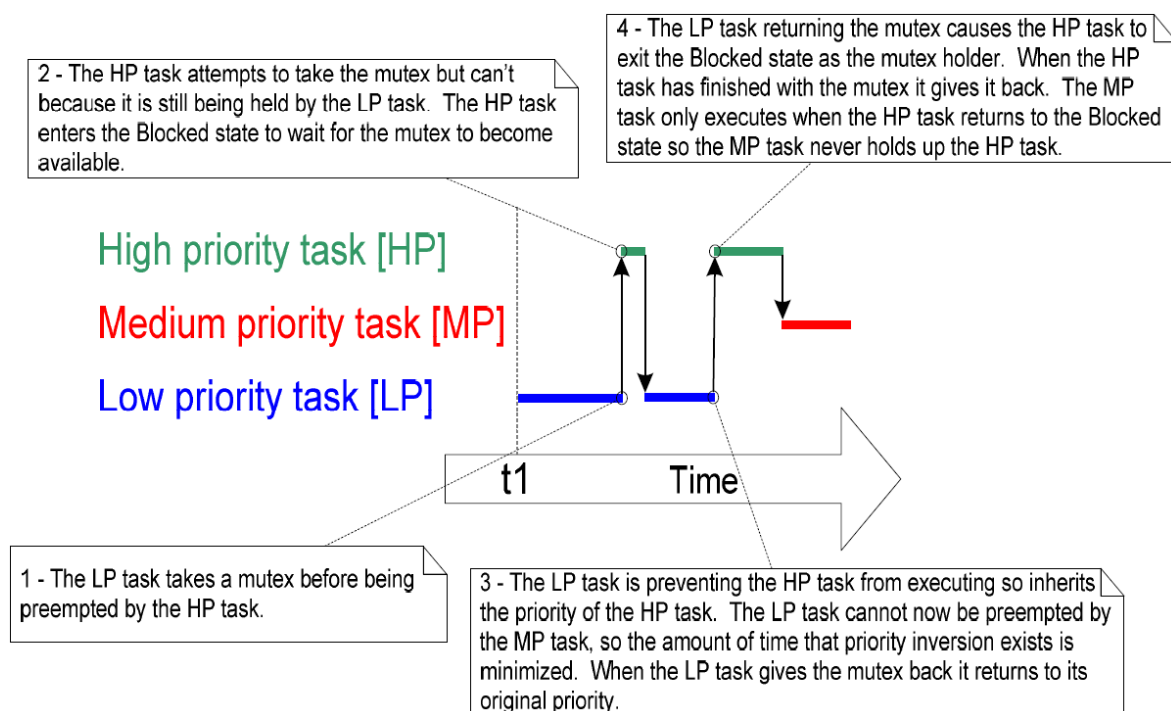 2 - The HP task attempts to take the mutex but can't
because it is still being held by the LP task.  The HP task
enters the Blocked state to wait for the mutex to become
available.
4 - The LP task returning the mutex causes the HP task to
exit the Blocked state as the mutex holder.  When the HP
task has finished with the mutex it gives it back.  The MP
task only executes when the HP task returns to the Blocked
state so the MP task never holds up the HP task.
High priority task [HP]
Medium priority task [MP]
Low priority task [LP]
t1
Time
1 - The LP task takes a mutex before being
preempted by the HP task.
3 - The LP task is preventing the HP task from executing so inherits
the priority of the HP task.  The LP task cannot now be preempted by
the MP task, so the amount of time that priority inversion exists is
minimized.  When the LP task gives the mutex back it returns to its
original priority.